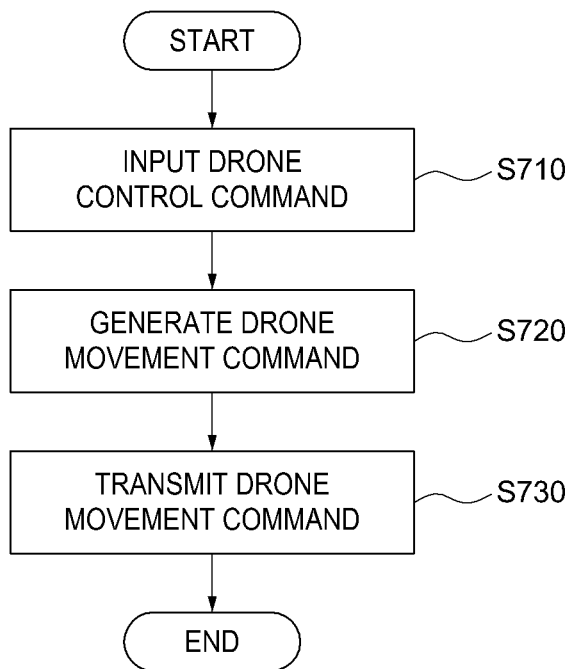 START
INPUT DRONE
CONTROL COMMAND
S710
GENERATE DRONE
MOVEMENT COMMAND
S720
TRANSMIT DRONE
MOVEMENT COMMAND
S730
END